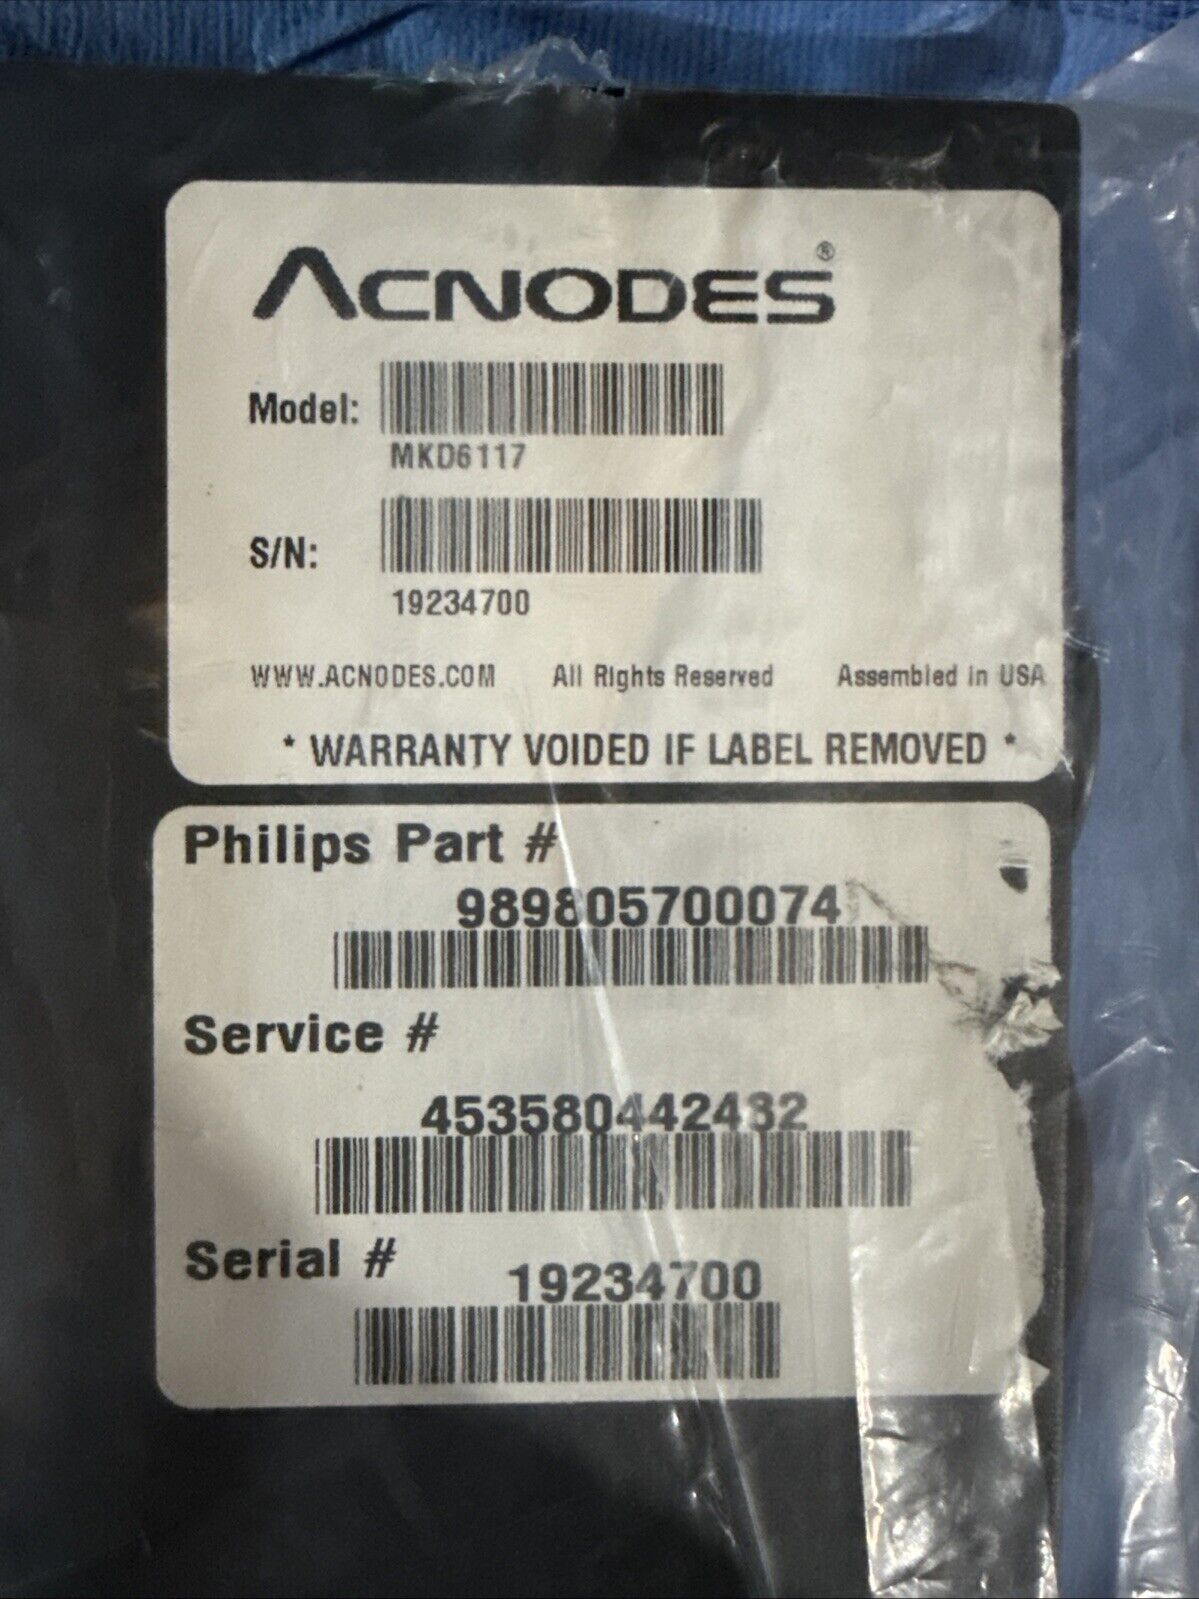 ACNODES®
Model:
MKD6117
S/N:
19234700
WWW.ACNODES.COM All Rights Reserved Assembled in USA
* WARRANTY VOIDED IF LABEL REMOVED *
Philips Part #
989805700074
Service #
453580442432
Serial #
19234700